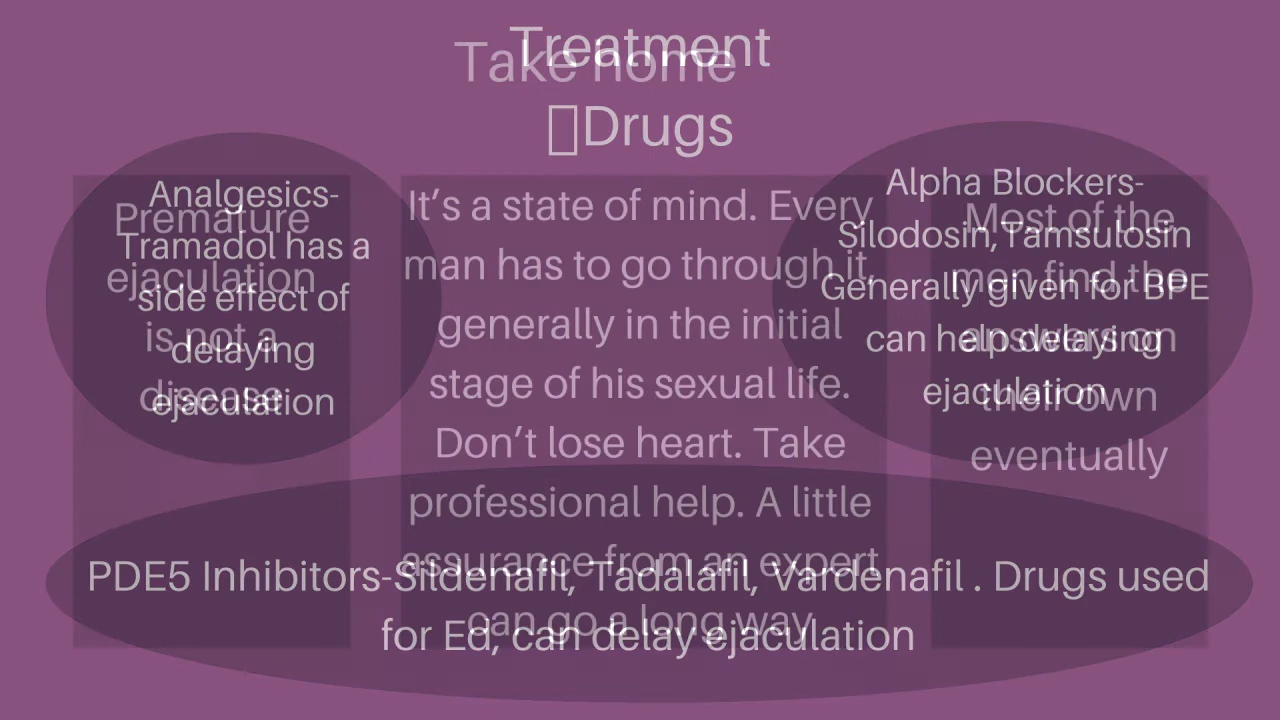 Treatment
Drugs
Analgesics-
Tramadol has a
side effect of
delaying
ejaculation
Alpha Blockers-
Silodosin, Tamsulosin
Generally given for BPE
can help delaying
ejaculation
PDE5 Inhibitors-Sildenafil, Tadalafil, Vardenafil . Drugs used
for Ed, can delay ejaculation
Take home
Premature
ejaculation
is not a
disease
It’s a state of mind. Every
man has to go through it,
generally in the initial
stage of his sexual life.
Don’t lose heart. Take
professional help. A little
assurance from an expert
can go a long way
Most of the
men find the
answers on
their own
eventually